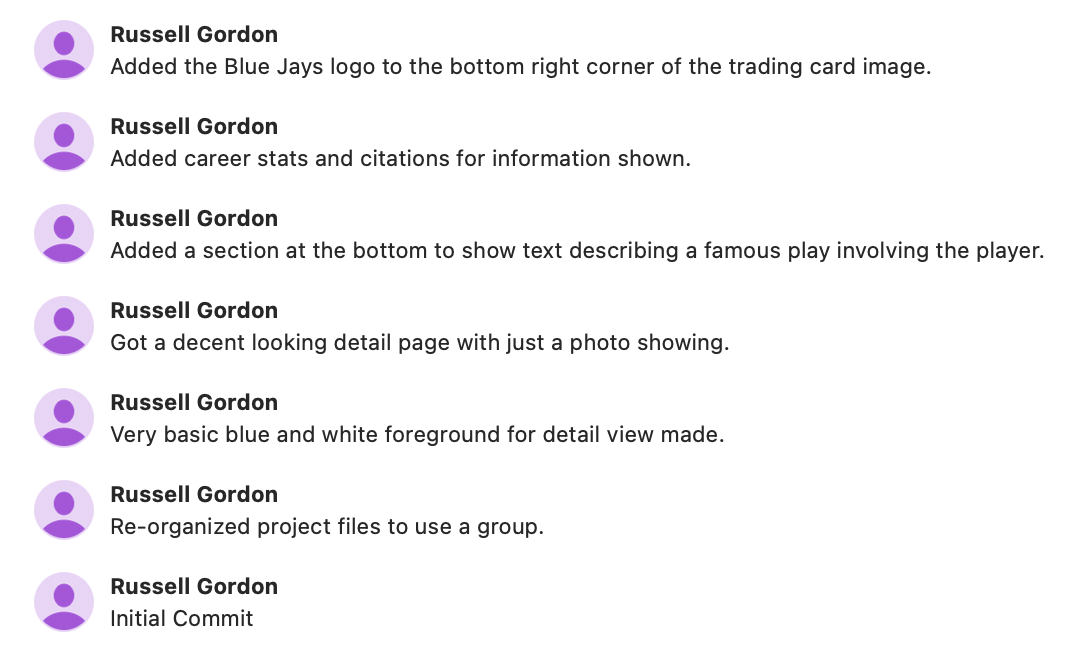 Russell Gordon
Added the Blue Jays logo to the bottom right corner of the trading card image.
Russell Gordon
Added career stats and citations for information shown.
Russell Gordon
Added a section at the bottom to show text describing a famous play involving the player.
Russell Gordon
Got a decent looking detail page with just a photo showing.
Russell Gordon
Very basic blue and white foreground for detail view made.
Russell Gordon
Re-organized project files to use a group.
Russell Gordon
Initial Commit